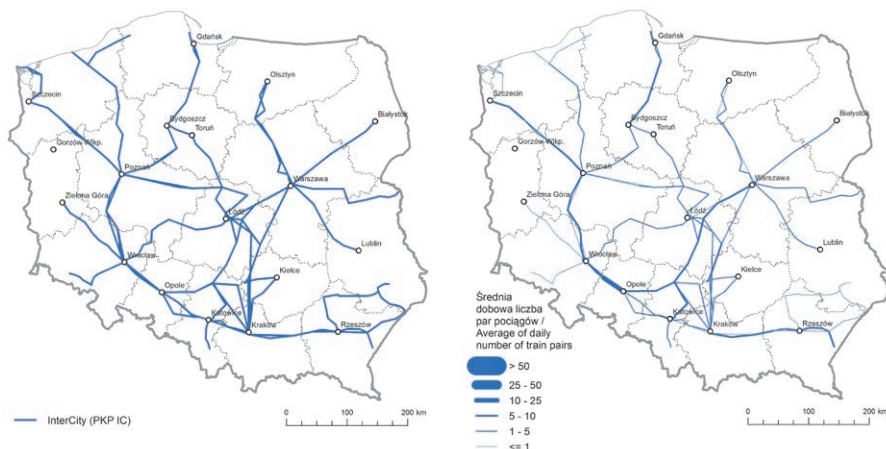 Gdańsk
Olsztyn
Szczecin
Bydgoszcz
Białystok
Toruń
Gorzów-Wlkp.
Poznań
Warszawa
Zielona Góra
Łódź
Lublin
Wrocław
Opole
Kielce
Katowice
Kraków
Rzeszów
InterCity (PKP IC)
0 100 200 km
Gdańsk
Olsztyn
Szczecin
Bydgoszcz
Białystok
Toruń
Gorzów-Wlkp.
Poznań
Warszawa
Zielona Góra
Łódź
Lublin
Wrocław
Opole
Kielce
Katowice
Kraków
Rzeszów
Średnia
dobowa liczba
par pociągów /
Average of daily
number of train pairs
> 50
25 - 50
10 - 25
5 - 10
1 - 5
<= 1
0 100 200 km